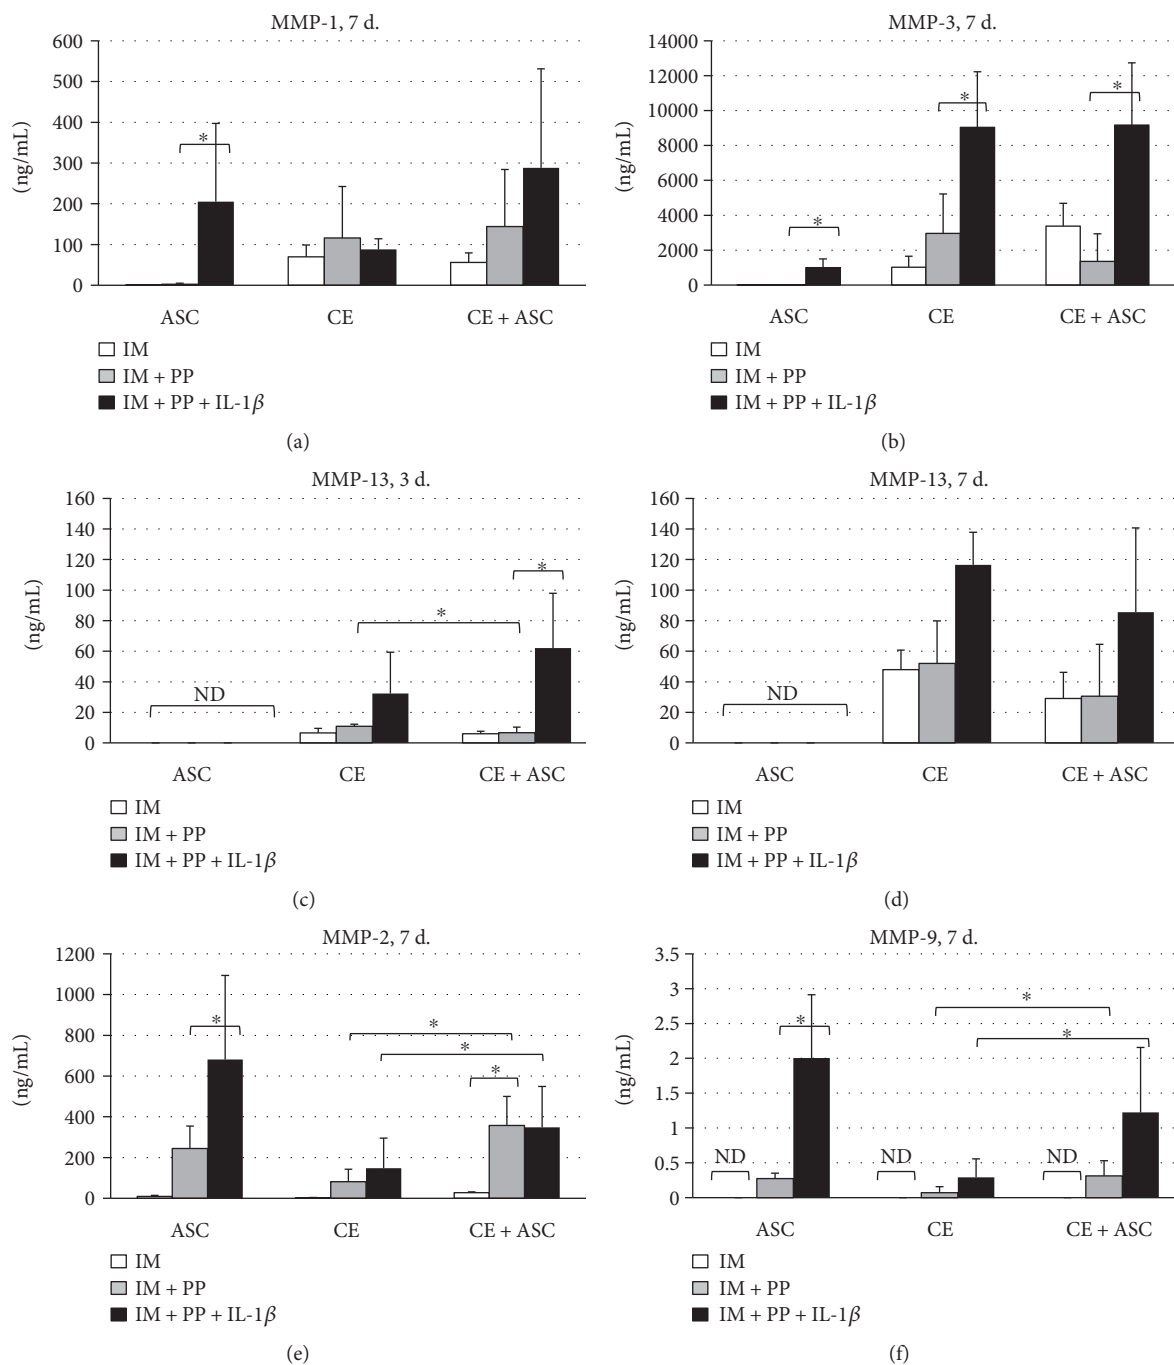 MMP-1, 7 d.
600
500
400
300
200
100
0
(ng/mL)
*
ASC CE CE + ASC
IM
IM + PP
IM + PP + IL-1β
(a)
MMP-3, 7 d.
14000
12000
10000
8000
6000
4000
2000
0
(ng/mL)
* * *
ASC CE CE + ASC
IM
IM + PP
IM + PP + IL-1β
(b)
MMP-13, 3 d.
160
140
120
100
80
60
40
20
0
(ng/mL)
*
*
ND
ASC CE CE + ASC
IM
IM + PP
IM + PP + IL-1β
(c)
MMP-13, 7 d.
160
140
120
100
80
60
40
20
0
(ng/mL)
ND
ASC CE CE + ASC
IM
IM + PP
IM + PP + IL-1β
(d)
MMP-2, 7 d.
1200
1000
800
600
400
200
0
(ng/mL)
*
*
*
*
ASC CE CE + ASC
IM
IM + PP
IM + PP + IL-1β
(e)
MMP-9, 7 d.
3.5
3
2.5
2
1.5
1
0.5
0
(ng/mL)
*
*
*
ND ND ND
ASC CE CE + ASC
IM
IM + PP
IM + PP + IL-1β
(f)